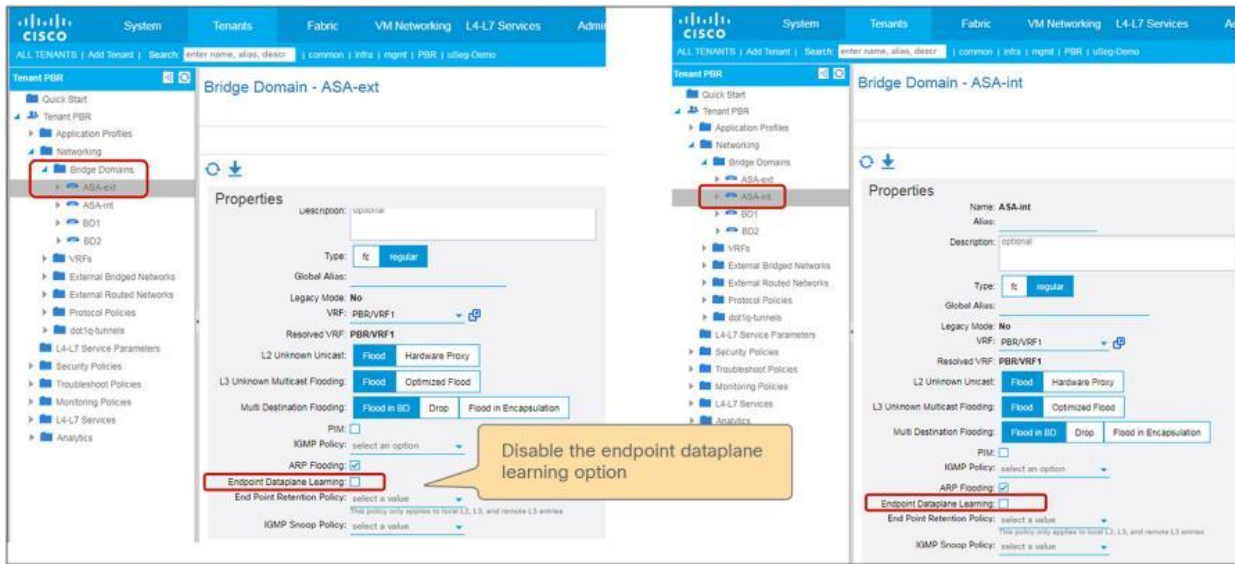 CISCO
System Tenants Fabric VM Networking L4-L7 Services Admin
ALL TENANTS | Add Tenant | Search: enter name, alias, descr | common | infra | mgmt | PBR | uSeg-Demo
Tenant PBR
Quick Start
Tenant PBR
Application Profiles
Networking
Bridge Domains
ASA-ext
ASA-int
BD1
BD2
VRFs
External Bridged Networks
External Routed Networks
Protocol Policies
dot1q-tunnels
L4-L7 Service Parameters
Security Policies
Troubleshoot Policies
Monitoring Policies
L4-L7 Services
Analytics
Bridge Domain - ASA-ext
Properties
Description: optional
Type: fc regular
Global Alias:
Legacy Mode: No
VRF: PBR/VRF1
Resolved VRF: PBR/VRF1
L2 Unknown Unicast: Flood Hardware Proxy
L3 Unknown Multicast Flooding: Flood Optimized Flood
Multi Destination Flooding: Flood in BD Drop Flood in Encapsulation
PIM:
IGMP Policy: select an option
ARP Flooding:
Endpoint Dataplane Learning:
End Point Retention Policy: select a value
This policy only applies to local L2, L3, and remote L3 entries
IGMP Snoop Policy: select a value
Disable the endpoint dataplane
learning option
CISCO
System Tenants Fabric VM Networking L4-L7 Services
ALL TENANTS | Add Tenant | Search: enter name, alias, descr | common | infra | mgmt | PBR | uSeg-Demo
Tenant PBR
Quick Start
Tenant PBR
Application Profiles
Networking
Bridge Domains
ASA-ext
ASA-int
BD1
BD2
VRFs
External Bridged Networks
External Routed Networks
Protocol Policies
dot1q-tunnels
L4-L7 Service Parameters
Security Policies
Troubleshoot Policies
Monitoring Policies
L4-L7 Services
Analytics
Bridge Domain - ASA-int
Properties
Name: ASA-int
Alias:
Description: optional
Type: fc regular
Global Alias:
Legacy Mode: No
VRF: PBR/VRF1
Resolved VRF: PBR/VRF1
L2 Unknown Unicast: Flood Hardware Proxy
L3 Unknown Multicast Flooding: Flood Optimized Flood
Multi Destination Flooding: Flood in BD Drop Flood in Encapsulation
PIM:
IGMP Policy: select an option
ARP Flooding:
Endpoint Dataplane Learning:
End Point Retention Policy: select a value
This policy only applies to local L2, L3, and remote L3 entries
IGMP Snoop Policy: select a value